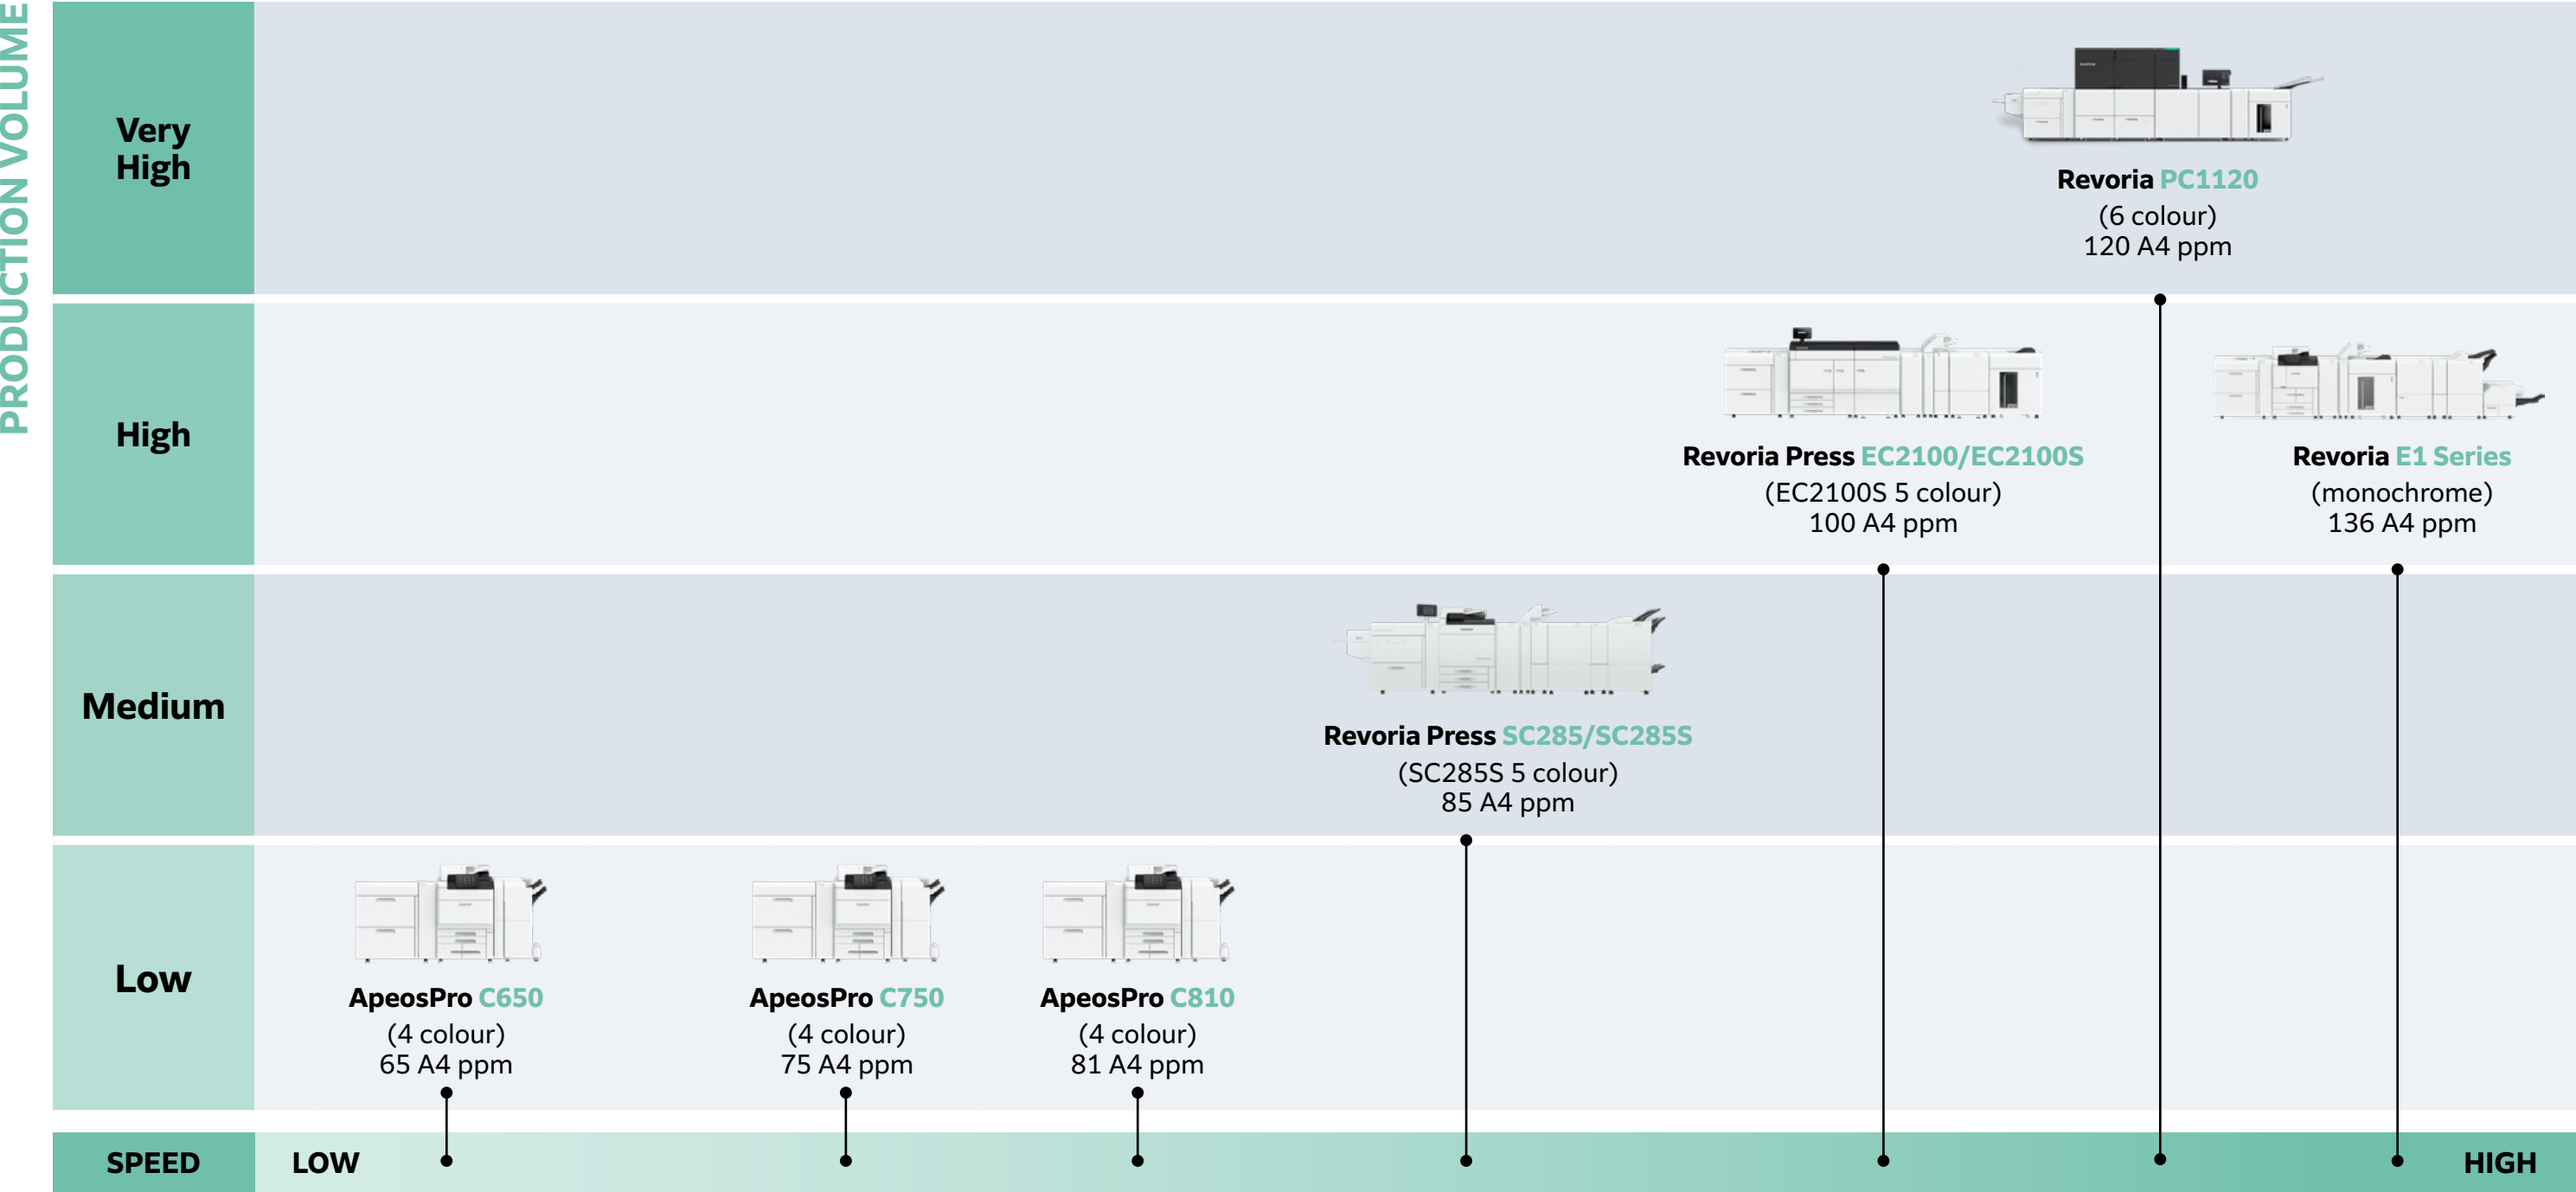 PRODUCTION VOLUME
Very
High
Revoria PC1120
(6 colour)
120 A4 ppm
High
Revoria Press EC2100/EC2100S
(EC2100S 5 colour)
100 A4 ppm
Revoria E1 Series
(monochrome)
136 A4 ppm
Medium
Revoria Press SC285/SC285S
(SC285S 5 colour)
85 A4 ppm
Low
ApeosPro C650
(4 colour)
65 A4 ppm
ApeosPro C750
(4 colour)
75 A4 ppm
ApeosPro C810
(4 colour)
81 A4 ppm
SPEED
LOW
HIGH